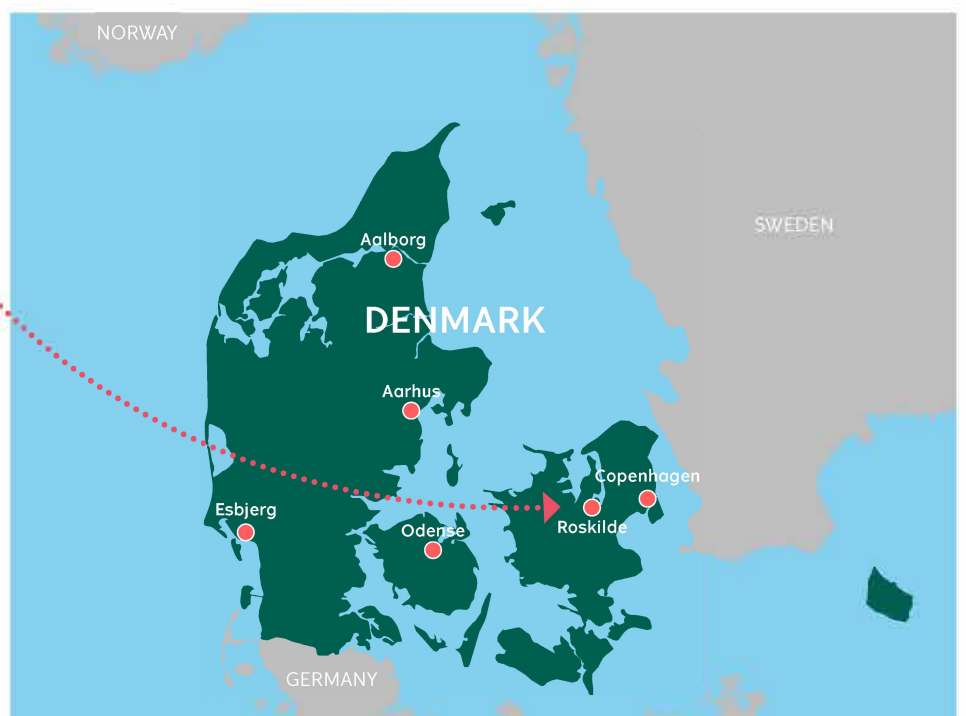 NORWAY
SWEDEN
Aalborg
DENMARK
Aarhus
Copenhagen
Esbjerg
Roskilde
Odense
GERMANY